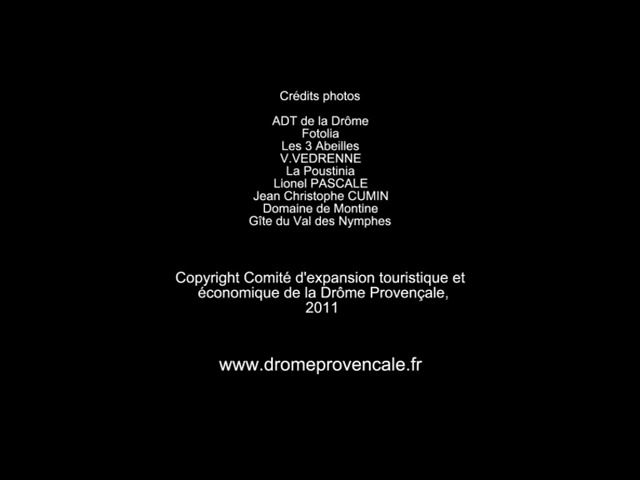 Crédits photos
ADT de la Drôme
Fotolia
Les 3 Abeilles
V.VEDRENNE
La Poustinia
Lionel PASCALE
Jean Christophe CUMIN
Domaine de Montine
Gîte du Val des Nymphes
Copyright Comité d'expansion touristique et
économique de la Drôme Provençale,
2011
www.dromeprovencale.fr